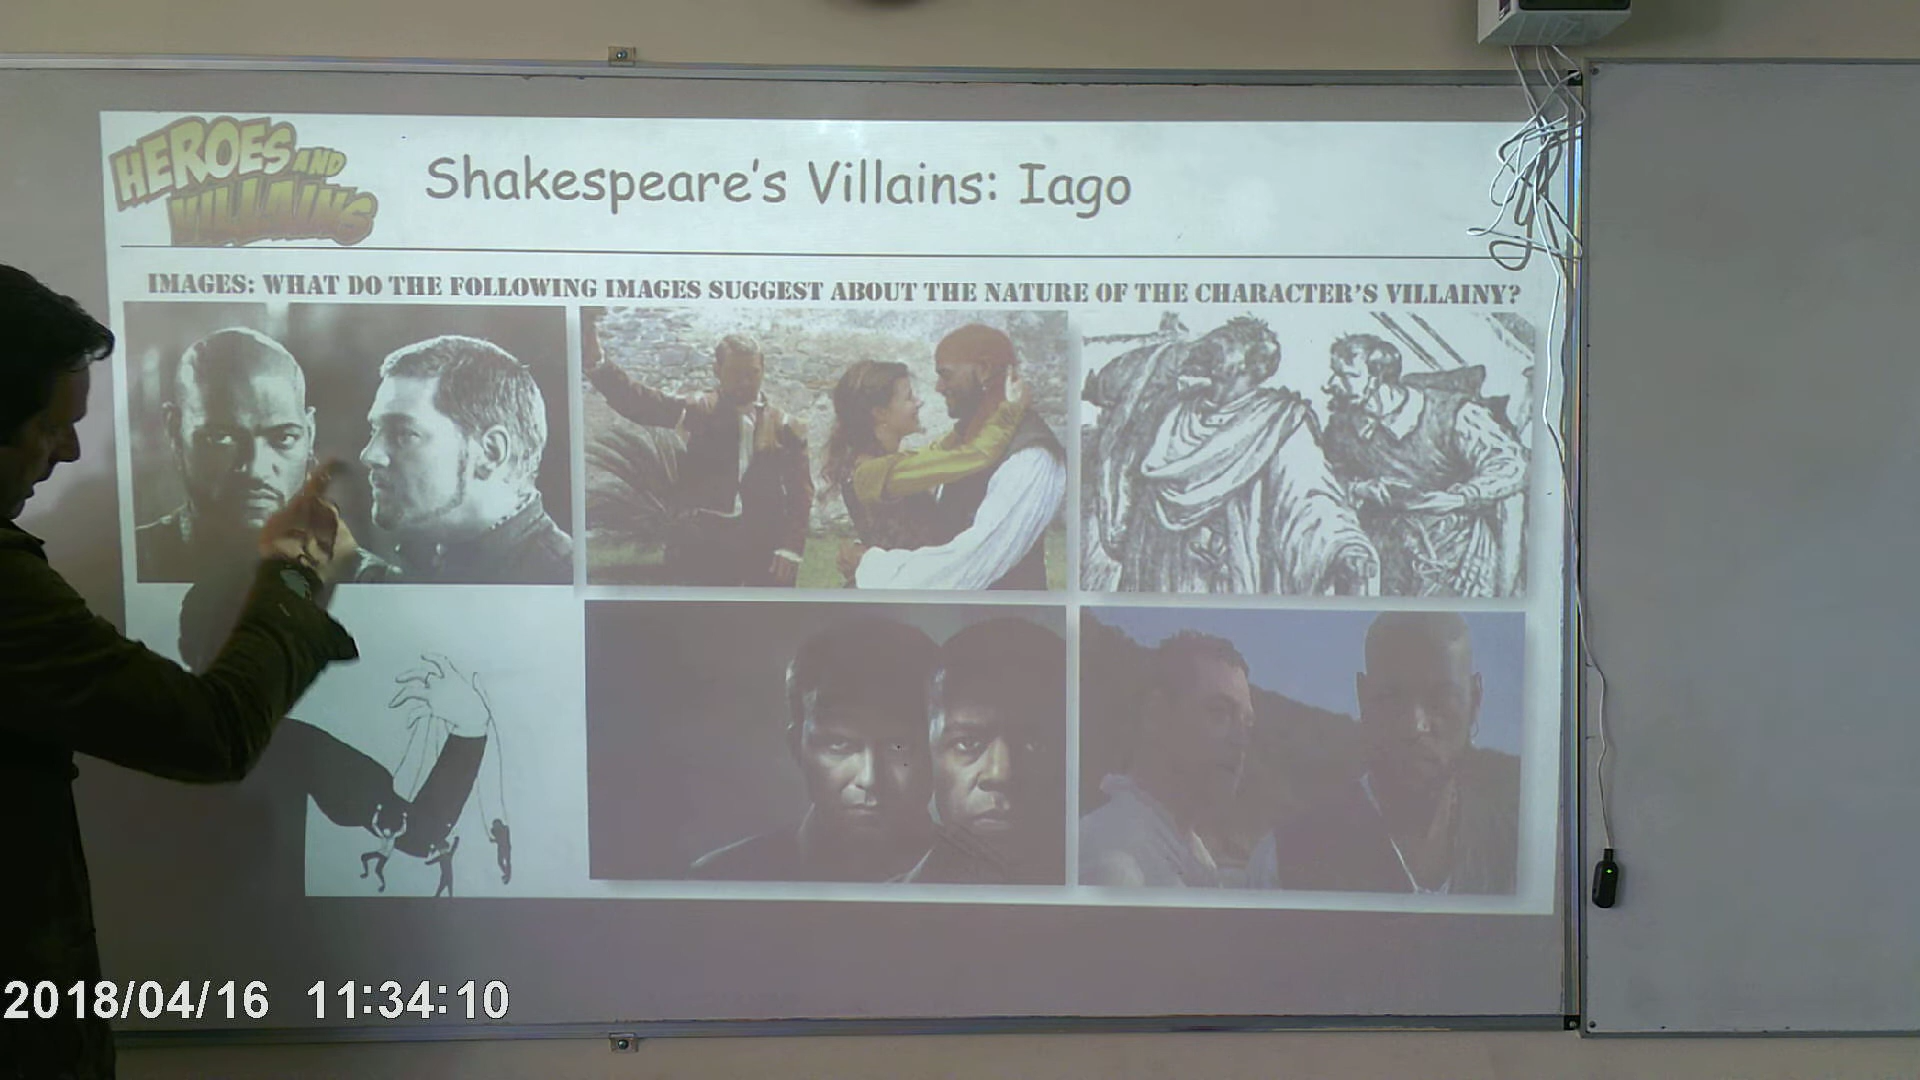 HEROES AND
VILLAINS
Shakespeare's Villains: Iago
IMAGES: WHAT DO THE FOLLOWING IMAGES SUGGEST ABOUT THE NATURE OF THE CHARACTER'S VILLAINY?
2018/04/16 11:34:10